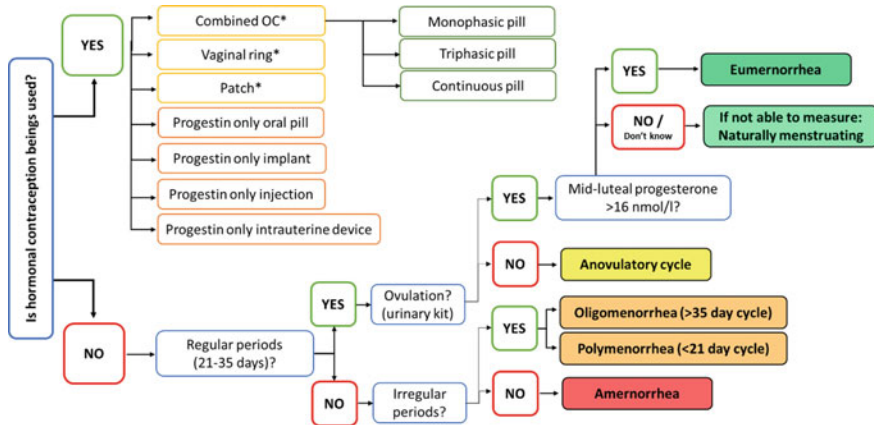 Is hormonal contraception beings used?
YES
Combined OC*
Vaginal ring*
Patch*
Progestin only oral pill
Progestin only implant
Progestin only injection
Progestin only intrauterine device
Monophasic pill
Triphasic pill
Continuous pill
NO
Regular periods
(21-35 days)?
YES
Ovulation?
(urinary kit)
YES
Mid-luteal progesterone
>16 nmol/l?
YES
Eumernorrhea
NO /
Don't know
If not able to measure:
Naturally menstruating
NO
Anovulatory cycle
NO
Irregular
periods?
YES
Oligomenorrhea (>35 day cycle)
Polymenorrhea (<21 day cycle)
NO
Amernorrhea